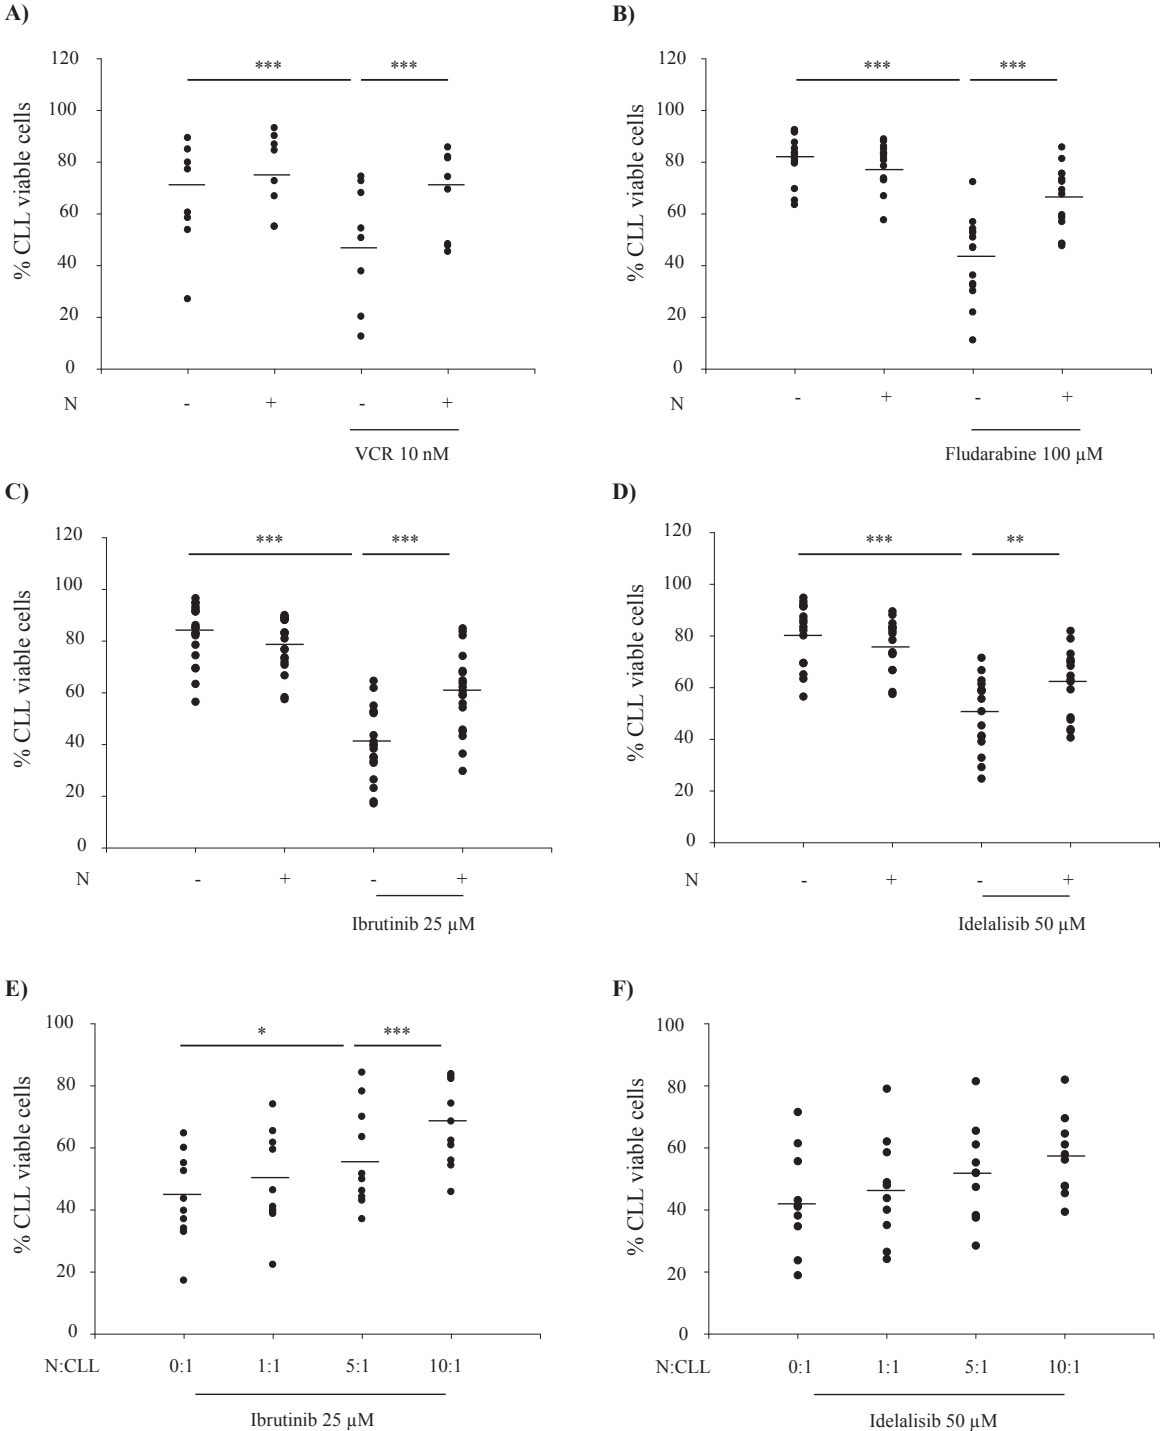 A)
120
100
80
60
40
20
0
% CLL viable cells
*** ***
N - + - +
VCR 10 nM
B)
120
100
80
60
40
20
0
% CLL viable cells
*** ***
N - + - +
Fludarabine 100 µM
C)
120
100
80
60
40
20
0
% CLL viable cells
*** ***
N - + - +
Ibrutinib 25 µM
D)
120
100
80
60
40
20
0
% CLL viable cells
*** **
N - + - +
Idelalisib 50 µM
E)
100
80
60
40
20
0
% CLL viable cells
* ***
N:CLL 0:1 1:1 5:1 10:1
Ibrutinib 25 µM
F)
100
80
60
40
20
0
% CLL viable cells
N:CLL 0:1 1:1 5:1 10:1
Idelalisib 50 µM